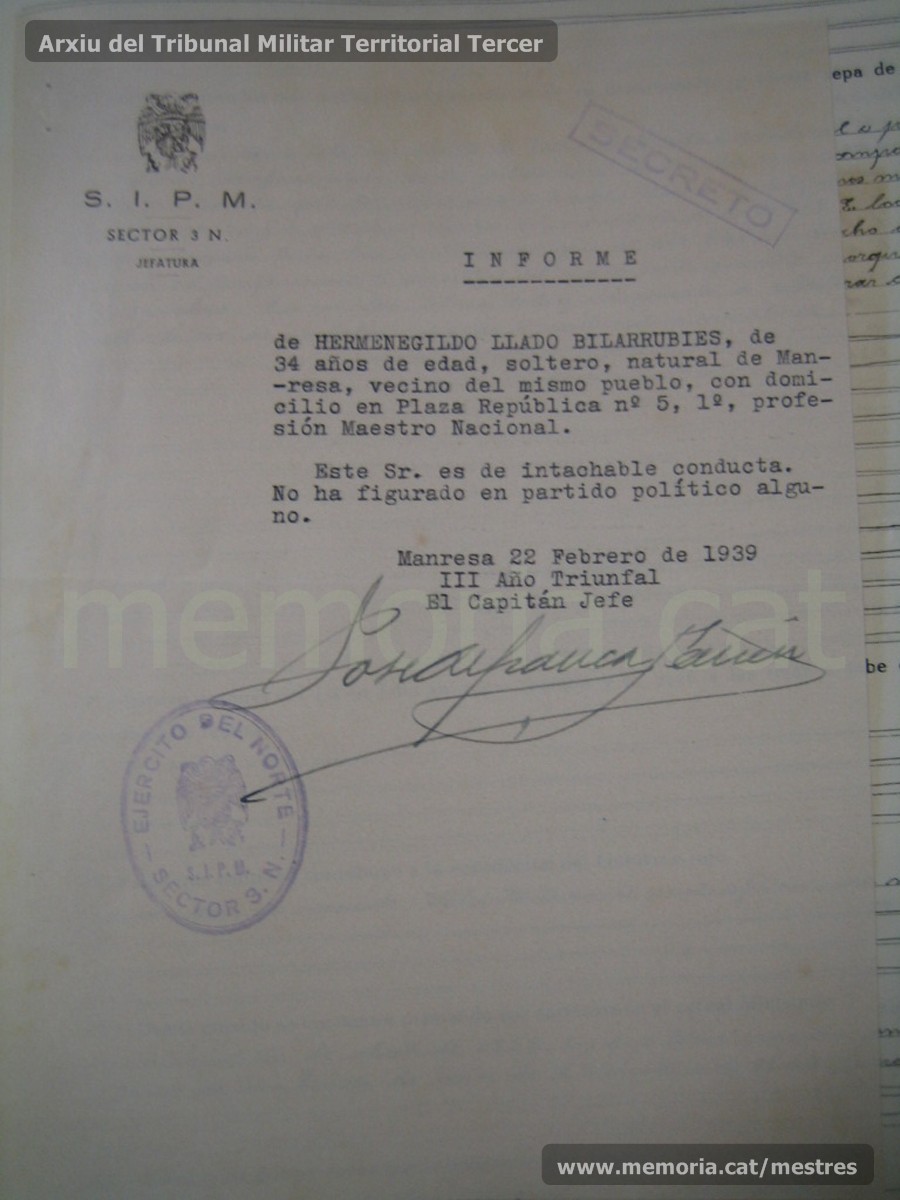 Arxiu del Tribunal Militar Territorial Tercer
S. I. P. M.
SECTOR 3 N.
JEFATURA
SECRETO
INFORME
de HERMENEGILDO LLADO BILARRUBIES, de
34 años de edad, soltero, natural de Man-
-resa, vecino del mismo pueblo, con domi-
cilio en Plaza República nº 5, 1º, profe-
sión Maestro Nacional.
Este Sr. es de intachable conducta.
No ha figurado en partido político algu-
no.
Manresa 22 Febrero de 1939
III Año Triunfal
El Capitán Jefe
memoria.cat
EJERCITO DEL NORTE
S.I.P.M.
SECTOR 3.N.
epa de
be
www.memoria.cat/mestres